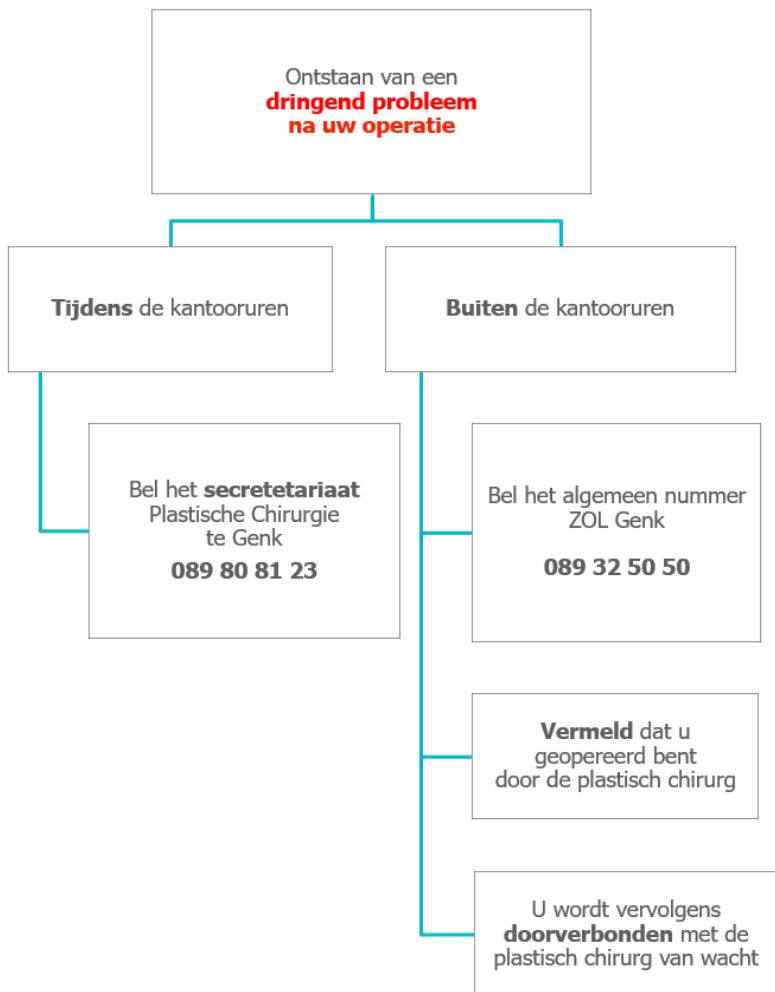 Ontstaan van een
dringend probleem
na uw operatie
Tijdens de kantooruren
Buiten de kantooruren
Bel het secretetariaat
Plastische Chirurgie
te Genk
089 80 81 23
Bel het algemeen nummer
ZOL Genk
089 32 50 50
Vermeld dat u
geopereerd bent
door de plastisch chirurg
U wordt vervolgens
doorverbonden met de
plastisch chirurg van wacht